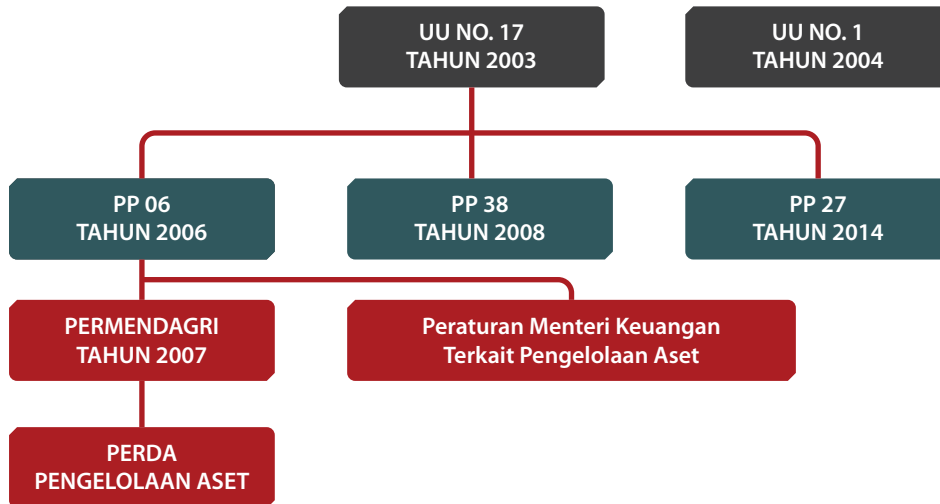 UU NO. 17
TAHUN 2003
UU NO. 1
TAHUN 2004
PP 06
TAHUN 2006
PP 38
TAHUN 2008
PP 27
TAHUN 2014
PERMENDAGRI
TAHUN 2007
Peraturan Menteri Keuangan
Terkait Pengelolaan Aset
PERDA
PENGELOLAAN ASET